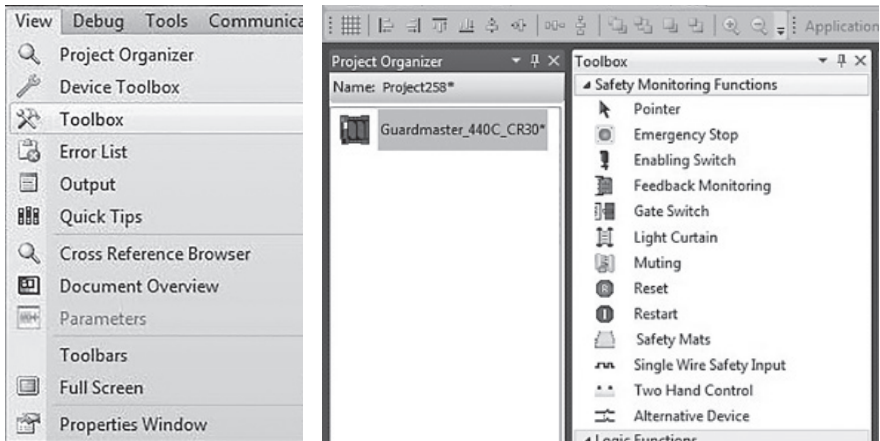 View Debug Tools
Project Organizer
Device Toolbox
Toolbox
Error List
Output
Quick Tips
Cross Reference Browser
Document Overview
Parameters
Toolbars
Full Screen
Properties Window
Application
Project Organizer
Name: Project258*
Guardmaster_440C_CR30*
Toolbox
Safety Monitoring Functions
Pointer
Emergency Stop
Enabling Switch
Feedback Monitoring
Gate Switch
Light Curtain
Muting
Reset
Restart
Safety Mats
Single Wire Safety Input
Two Hand Control
Alternative Device
Logic Functions